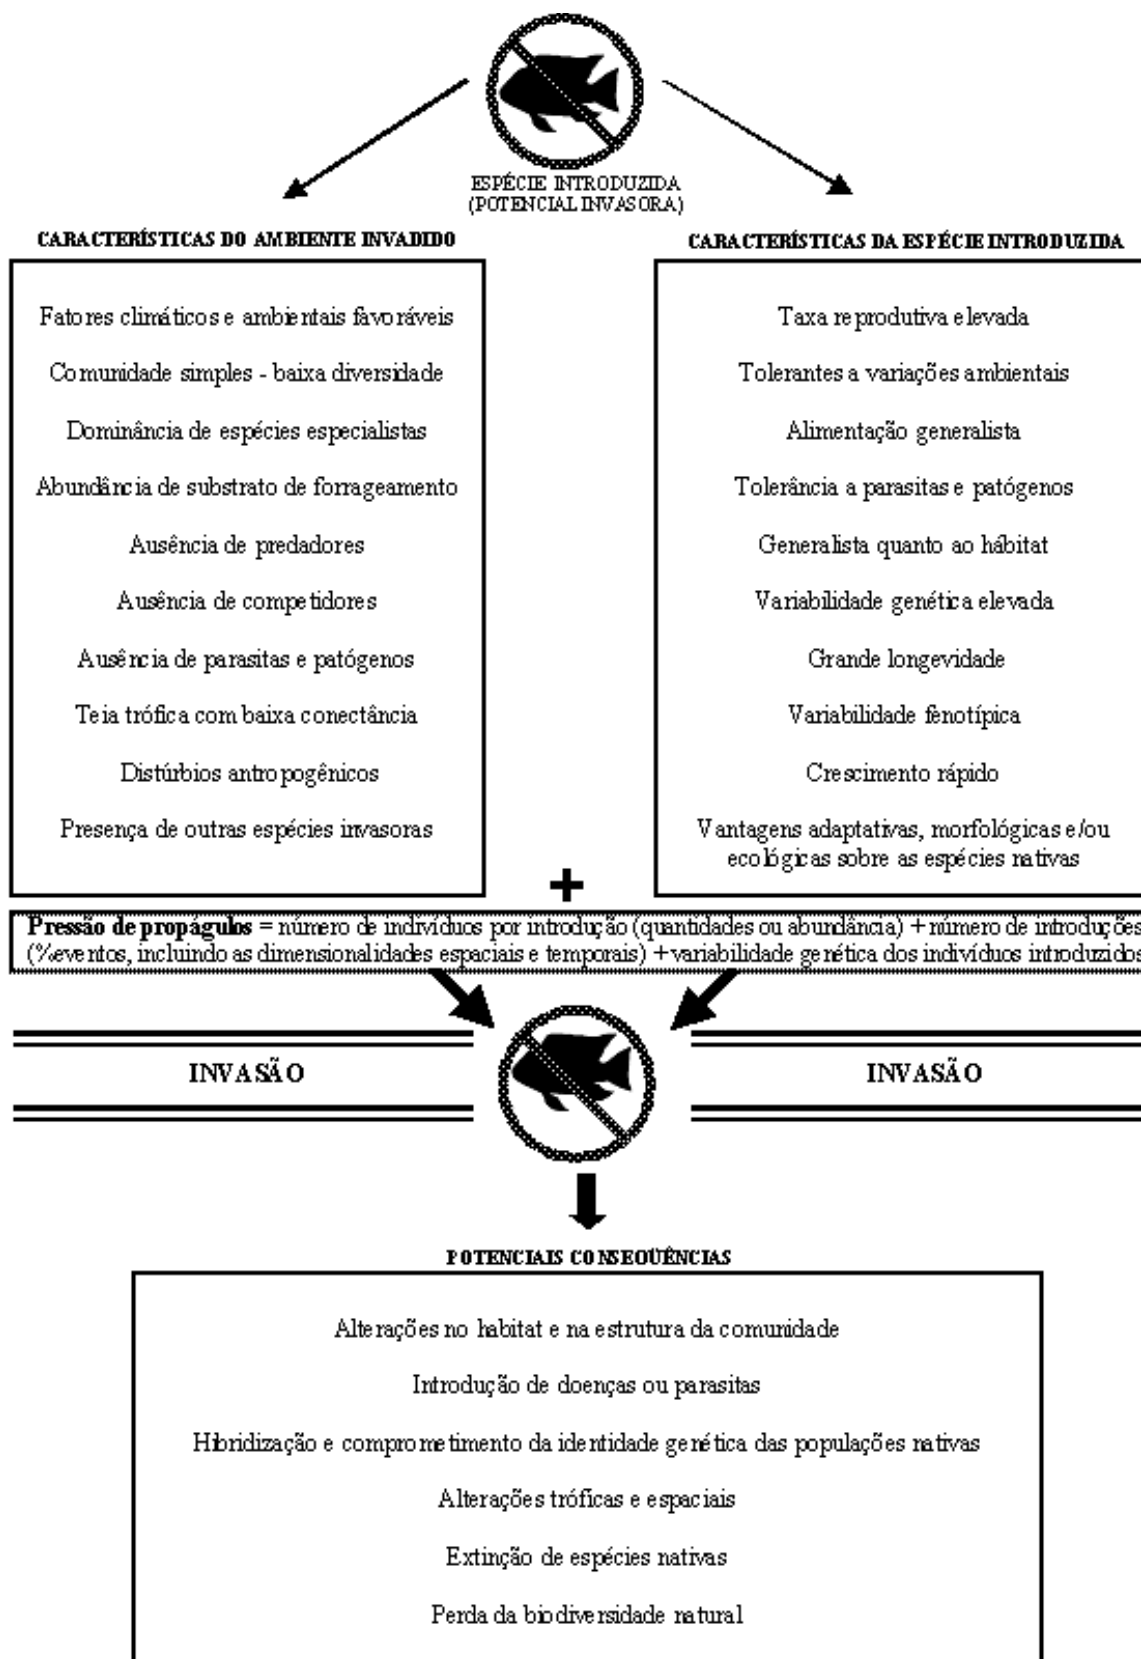 ESPÉCIE INTRODUZIDA
(POTENCIAL INVASORA)
CARACTERÍSTICAS DO AMBIENTE INVADIDO
Fatores climáticos e ambientais favoráveis
Comunidade simples - baixa diversidade
Dominância de espécies especialistas
Abundância de substrato de forrageamento
Ausência de predadores
Ausência de competidores
Ausência de parasitas e patógenos
Teia trófica com baixa conectância
Distúrbios antropogênicos
Presença de outras espécies invasoras
CARACTERÍSTICAS DA ESPÉCIE INTRODUZIDA
Taxa reprodutiva elevada
Tolerantes a variações ambientais
Alimentação generalista
Tolerância a parasitas e patógenos
Generalista quanto ao hábitat
Variabilidade genética elevada
Grande longevidade
Variabilidade fenotípica
Crescimento rápido
Vantagens adaptativas, morfológicas e/ou
ecológicas sobre as espécies nativas
+
Pressão de propágulos = número de indivíduos por introdução (quantidades ou abundância) + número de introduções
(%eventos, incluindo as dimensionalidades espaciais e temporais) + variabilidade genética dos indivíduos introduzidos
INVASÃO
INVASÃO
POTENCIAIS CONSEQÜÊNCIAS
Alterações no habitat e na estrutura da comunidade
Introdução de doenças ou parasitas
Hibridização e comprometimento da identidade genética das populações nativas
Alterações tróficas e espaciais
Extinção de espécies nativas
Perda da biodiversidade natural